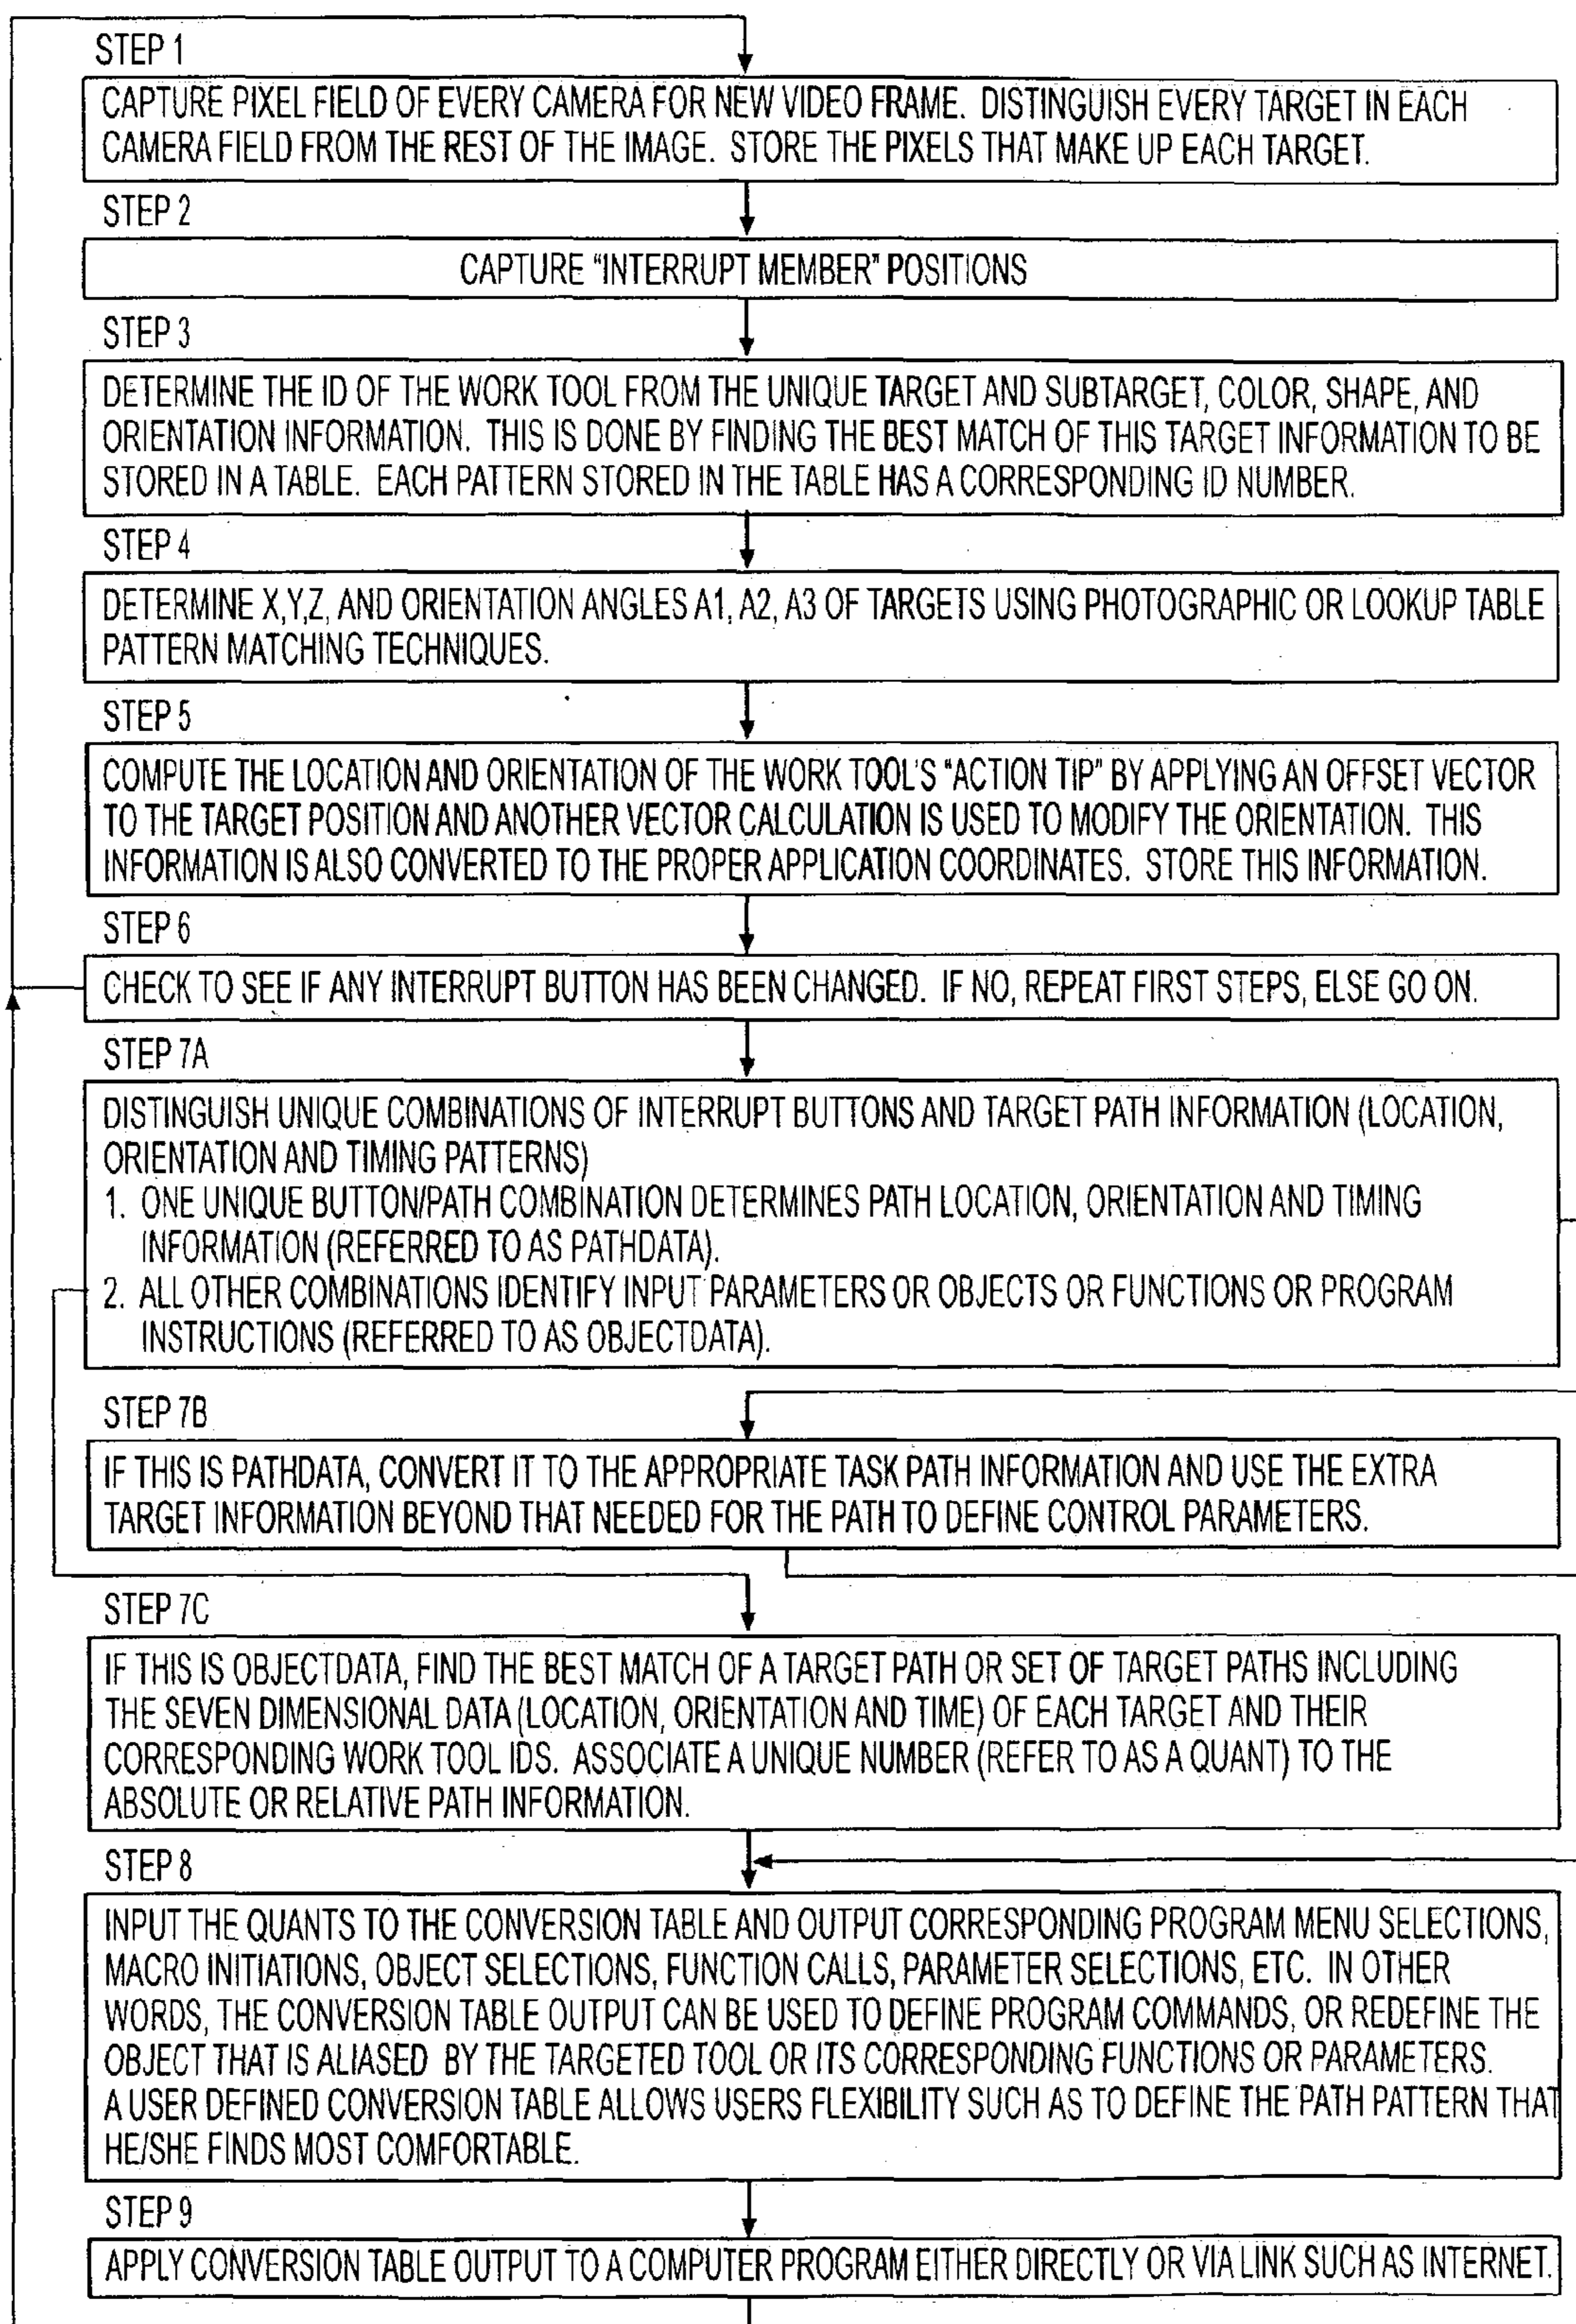 STEP 1
CAPTURE PIXEL FIELD OF EVERY CAMERA FOR NEW VIDEO FRAME. DISTINGUISH EVERY TARGET IN EACH
CAMERA FIELD FROM THE REST OF THE IMAGE. STORE THE PIXELS THAT MAKE UP EACH TARGET.
STEP 2
CAPTURE "INTERRUPT MEMBER" POSITIONS
STEP 3
DETERMINE THE ID OF THE WORK TOOL FROM THE UNIQUE TARGET AND SUBTARGET, COLOR, SHAPE, AND
ORIENTATION INFORMATION. THIS IS DONE BY FINDING THE BEST MATCH OF THIS TARGET INFORMATION TO BE
STORED IN A TABLE. EACH PATTERN STORED IN THE TABLE HAS A CORRESPONDING ID NUMBER.
STEP 4
DETERMINE X,Y,Z, AND ORIENTATION ANGLES A1, A2, A3 OF TARGETS USING PHOTOGRAPHIC OR LOOKUP TABLE
PATTERN MATCHING TECHNIQUES.
STEP 5
COMPUTE THE LOCATION AND ORIENTATION OF THE WORK TOOL'S "ACTION TIP" BY APPLYING AN OFFSET VECTOR
TO THE TARGET POSITION AND ANOTHER VECTOR CALCULATION IS USED TO MODIFY THE ORIENTATION. THIS
INFORMATION IS ALSO CONVERTED TO THE PROPER APPLICATION COORDINATES. STORE THIS INFORMATION.
STEP 6
CHECK TO SEE IF ANY INTERRUPT BUTTON HAS BEEN CHANGED. IF NO, REPEAT FIRST STEPS, ELSE GO ON.
STEP 7A
DISTINGUISH UNIQUE COMBINATIONS OF INTERRUPT BUTTONS AND TARGET PATH INFORMATION (LOCATION,
ORIENTATION AND TIMING PATTERNS)
1. ONE UNIQUE BUTTON/PATH COMBINATION DETERMINES PATH LOCATION, ORIENTATION AND TIMING
INFORMATION (REFERRED TO AS PATHDATA).
2. ALL OTHER COMBINATIONS IDENTIFY INPUT PARAMETERS OR OBJECTS OR FUNCTIONS OR PROGRAM
INSTRUCTIONS (REFERRED TO AS OBJECTDATA).
STEP 7B
IF THIS IS PATHDATA, CONVERT IT TO THE APPROPRIATE TASK PATH INFORMATION AND USE THE EXTRA
TARGET INFORMATION BEYOND THAT NEEDED FOR THE PATH TO DEFINE CONTROL PARAMETERS.
STEP 7C
IF THIS IS OBJECTDATA, FIND THE BEST MATCH OF A TARGET PATH OR SET OF TARGET PATHS INCLUDING
THE SEVEN DIMENSIONAL DATA (LOCATION, ORIENTATION AND TIME) OF EACH TARGET AND THEIR
CORRESPONDING WORK TOOL IDS. ASSOCIATE A UNIQUE NUMBER (REFER TO AS A QUANT) TO THE
ABSOLUTE OR RELATIVE PATH INFORMATION.
STEP 8
INPUT THE QUANTS TO THE CONVERSION TABLE AND OUTPUT CORRESPONDING PROGRAM MENU SELECTIONS,
MACRO INITIATIONS, OBJECT SELECTIONS, FUNCTION CALLS, PARAMETER SELECTIONS, ETC. IN OTHER
WORDS, THE CONVERSION TABLE OUTPUT CAN BE USED TO DEFINE PROGRAM COMMANDS, OR REDEFINE THE
OBJECT THAT IS ALIASED BY THE TARGETED TOOL OR ITS CORRESPONDING FUNCTIONS OR PARAMETERS.
A USER DEFINED CONVERSION TABLE ALLOWS USERS FLEXIBILITY SUCH AS TO DEFINE THE PATH PATTERN THAT
HE/SHE FINDS MOST COMFORTABLE.
STEP 9
APPLY CONVERSION TABLE OUTPUT TO A COMPUTER PROGRAM EITHER DIRECTLY OR VIA LINK SUCH AS INTERNET.